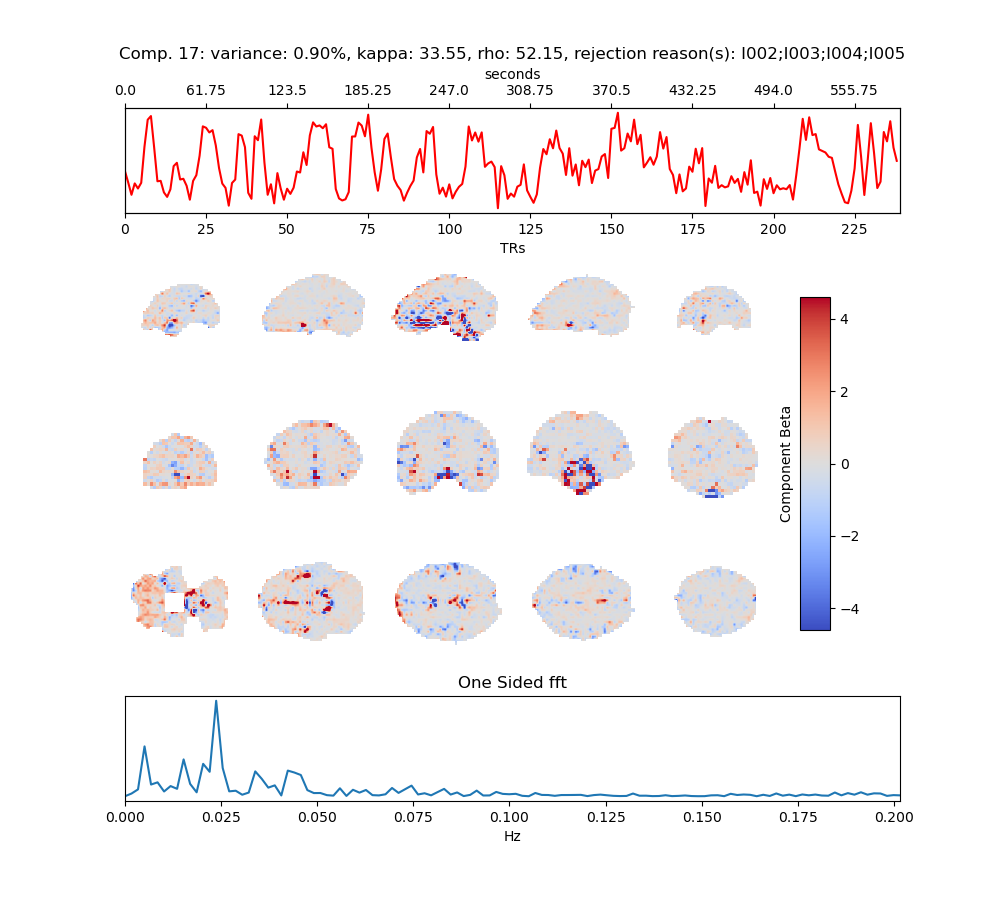 Comp. 17: variance: 0.90%, kappa: 33.55, rho: 52.15, rejection reason(s): I002;I003;I004;I005
seconds
0.0 61.75 123.5 185.25 247.0 308.75 370.5 432.25 494.0 555.75
0 25 50 75 100 125 150 175 200 225
TRs
4
2
0
−2
−4
Component Beta
One Sided fft
0.000 0.025 0.050 0.075 0.100 0.125 0.150 0.175 0.200
Hz